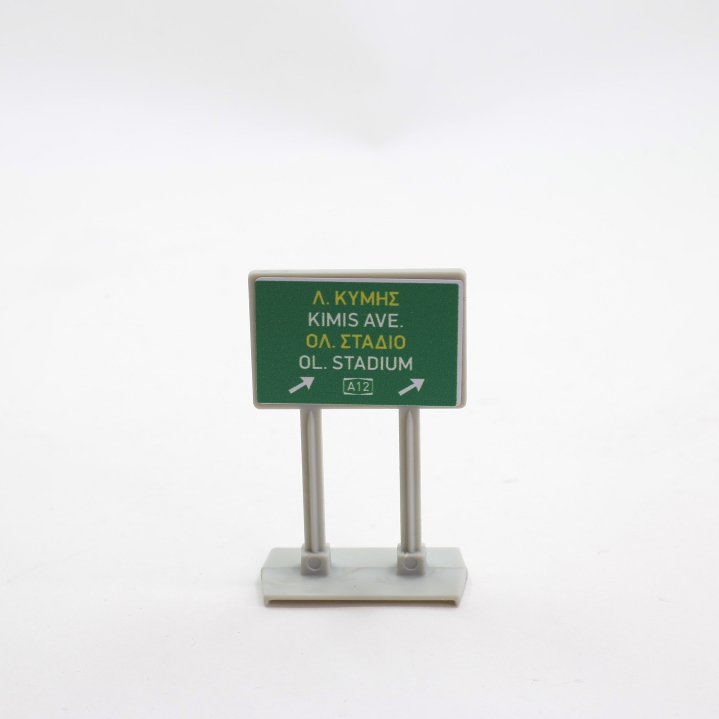 Λ. ΚΥΜΗΣ
KIMIS AVE.
ΟΛ. ΣΤΑΔΙΟ
OL. STADIUM
A12